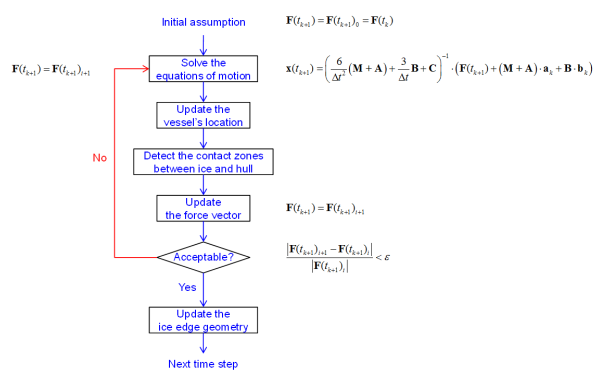 Initial assumption
F(t_{k+1}) = F(t_{k+1})_0 = F(t_k)
F(t_{k+1}) = F(t_{k+1})_{i+1}
Solve the
equations of motion
x(t_{k+1}) = (6/Δt² (M + A) + 3/Δt B + C)^{-1} · (F(t_{k+1}) + (M + A) · a_k + B · b_k)
Update the
vessel's location
No
Detect the contact zones
between ice and hull
Update
the force vector
F(t_{k+1}) = F(t_{k+1})_{i+1}
Acceptable?
|F(t_{k+1})_{i+1} − F(t_{k+1})_i| / |F(t_{k+1})_i| < ε
Yes
Update the
ice edge geometry
Next time step